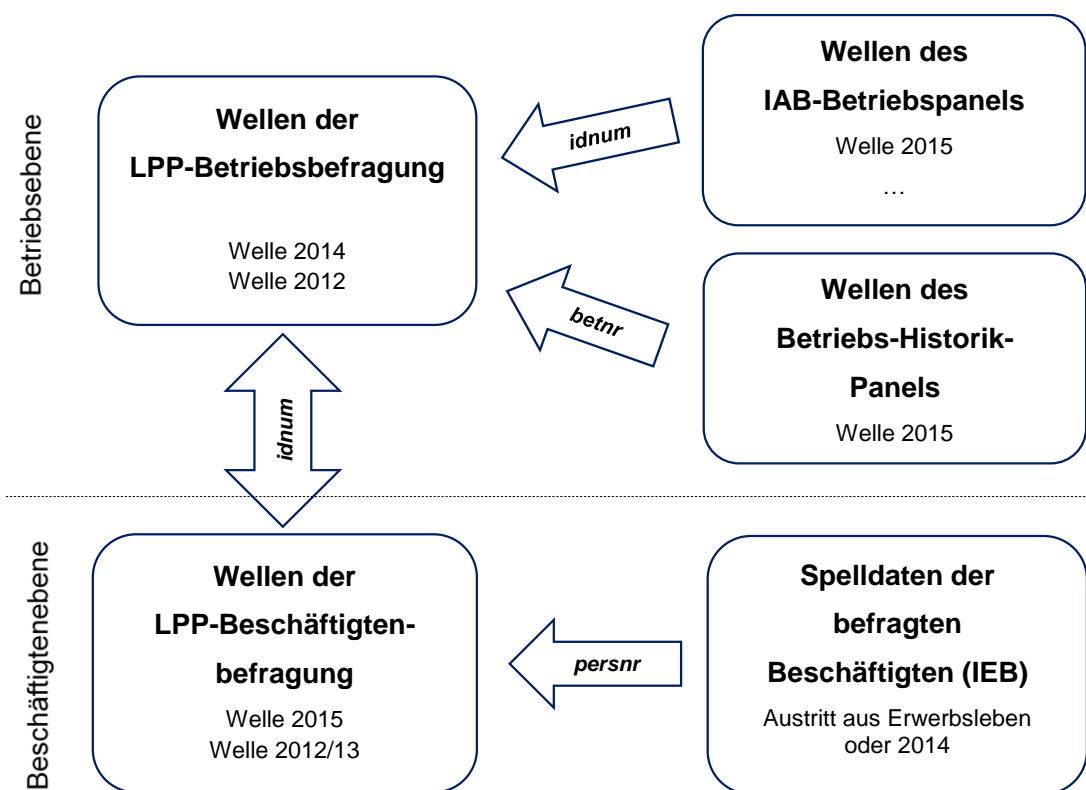 Betriebsebene
Wellen der
LPP-Betriebsbefragung
Welle 2014
Welle 2012
idnum
Wellen des
IAB-Betriebspanels
Welle 2015
…
betnr
Wellen des
Betriebs-Historik-
Panels
Welle 2015
idnum
Beschäftigtenebene
Wellen der
LPP-Beschäftigten-
befragung
Welle 2015
Welle 2012/13
persnr
Spelldaten der
befragten
Beschäftigten (IEB)
Austritt aus Erwerbsleben
oder 2014